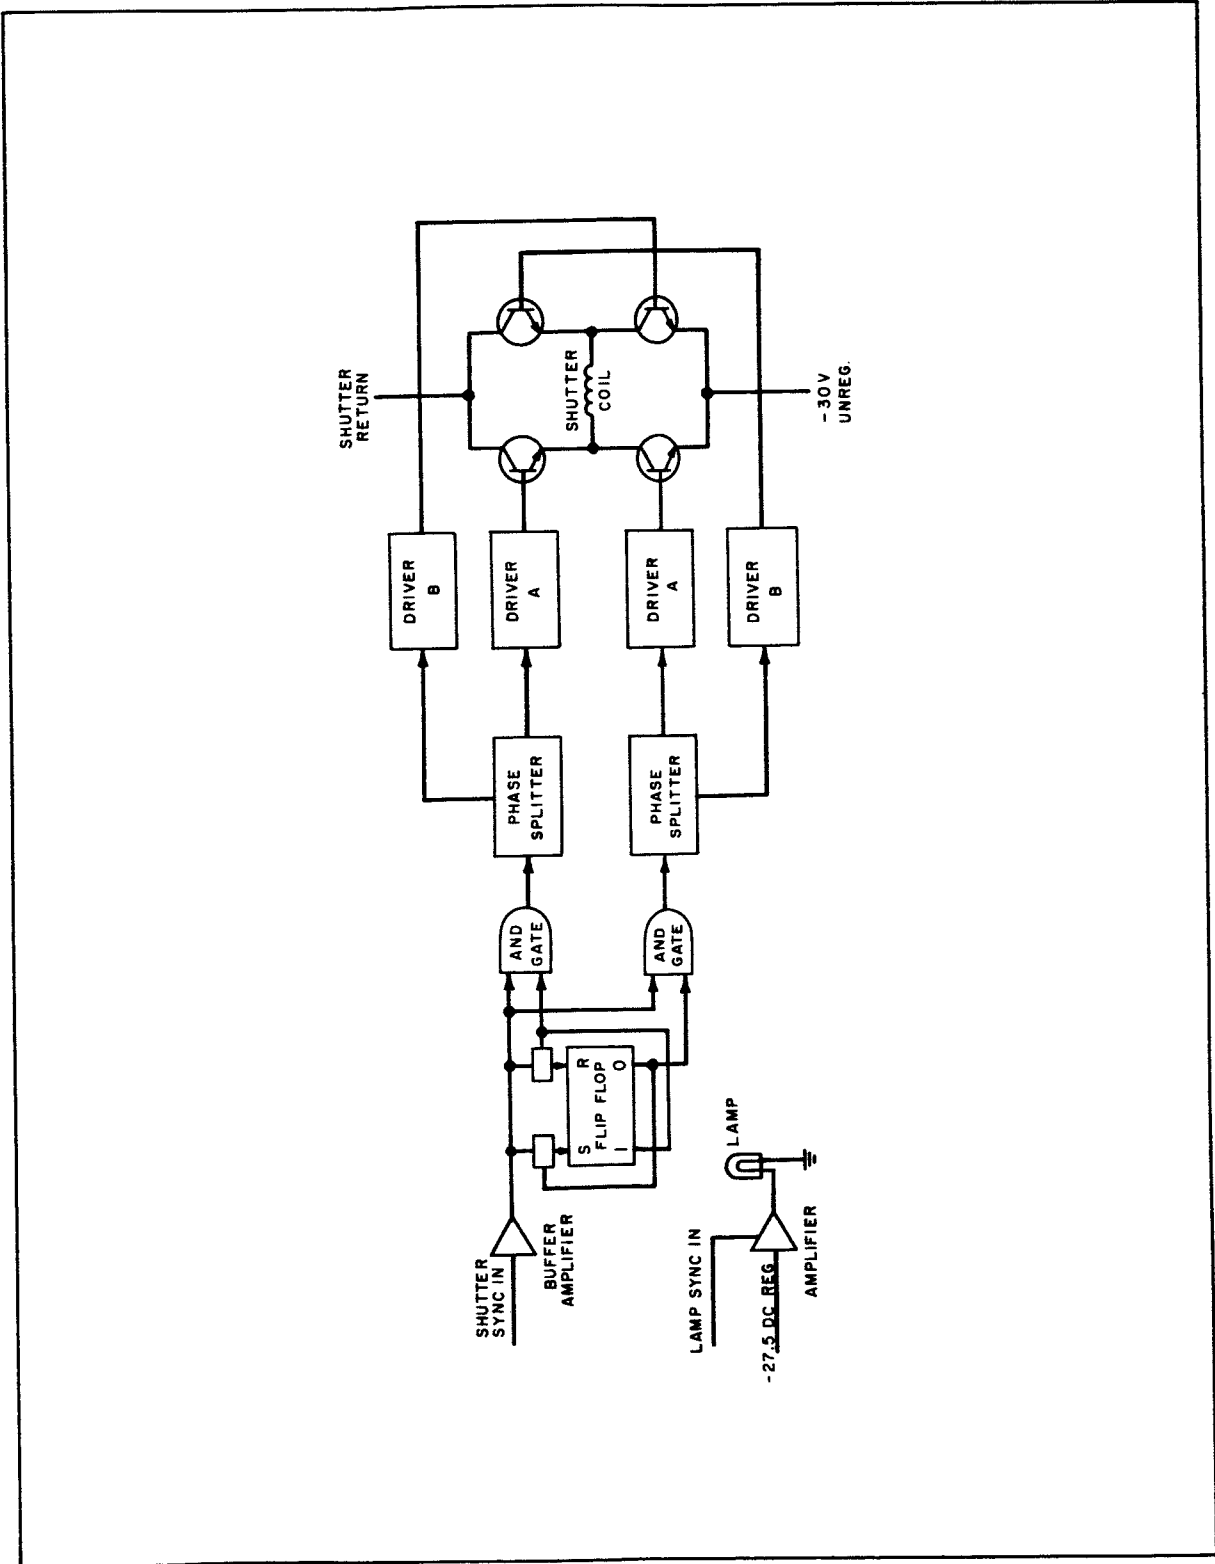 SHUTTER
RETURN
DRIVER
B
DRIVER
A
DRIVER
A
DRIVER
B
SHUTTER
COIL
-30V
UNREG.
PHASE
SPLITTER
PHASE
SPLITTER
AND
GATE
AND
GATE
S
R
FLIP FLOP
1
0
SHUTTER
SYNC IN
BUFFER
AMPLIFIER
LAMP
LAMP SYNC IN
-27.5 DC REG
AMPLIFIER